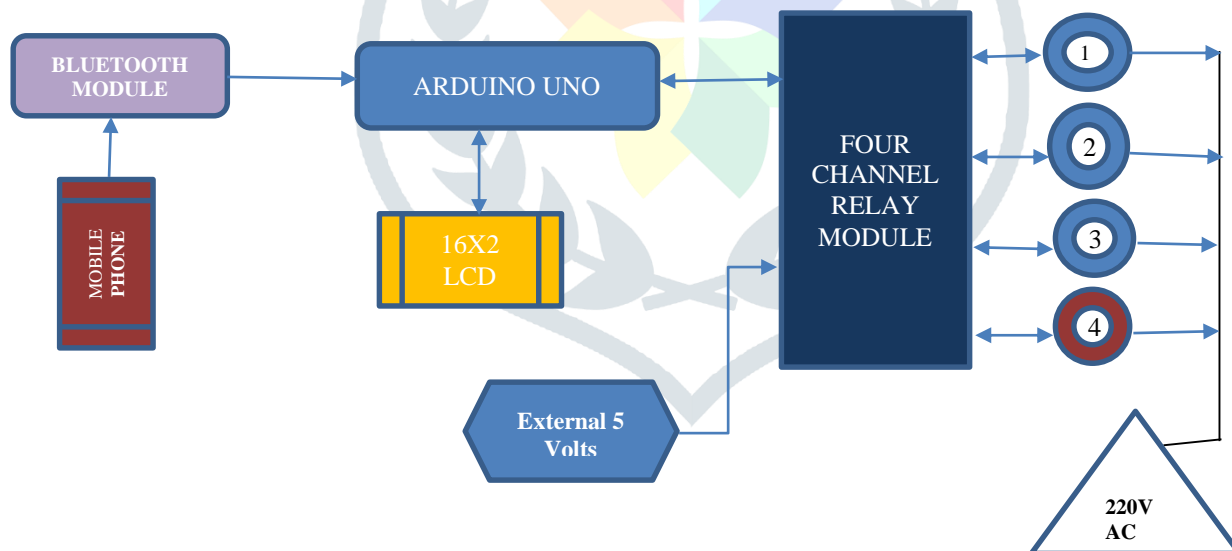 BLUETOOTH
MODULE
ARDUINO UNO
FOUR
CHANNEL
RELAY
MODULE
1
2
3
4
MOBILE
PHONE
16X2
LCD
External 5
Volts
220V
AC